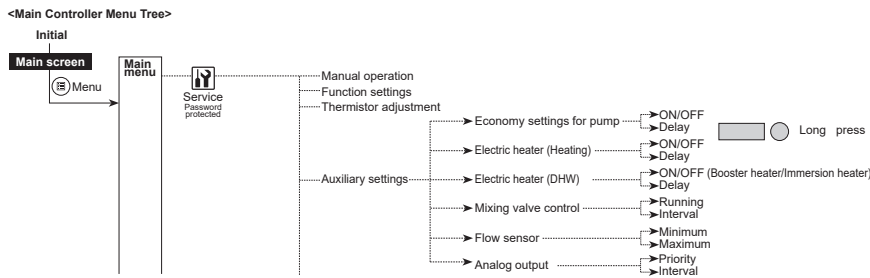 <Main Controller Menu Tree>
Initial
Main screen
Menu
Main
menu
Service
Password
protected
Manual operation
Function settings
Thermistor adjustment
Auxiliary settings
Economy settings for pump
ON/OFF
Delay
Long press
Electric heater (Heating)
ON/OFF
Delay
Electric heater (DHW)
ON/OFF (Booster heater/Immersion heater)
Delay
Mixing valve control
Running
Interval
Flow sensor
Minimum
Maximum
Analog output
Priority
Interval